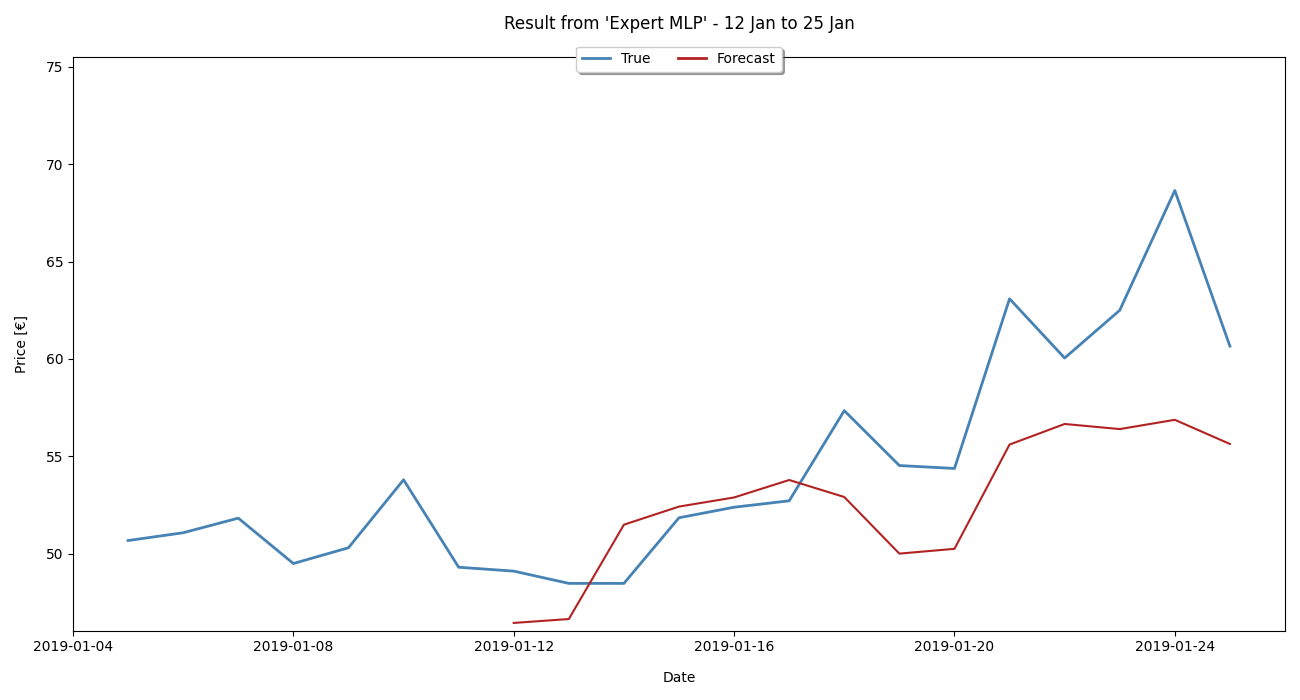 Result from 'Expert MLP' - 12 Jan to 25 Jan
True Forecast
75
70
65
60
55
50
Price [€]
2019-01-04 2019-01-08 2019-01-12 2019-01-16 2019-01-20 2019-01-24
Date